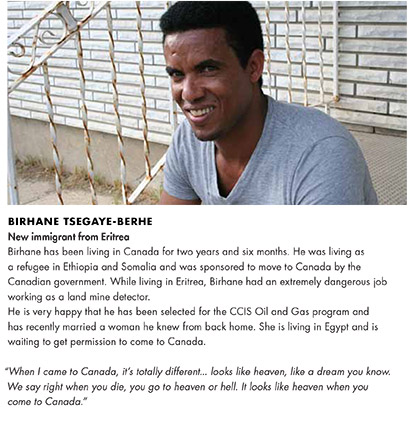 BIRHANE TSEGAYE-BERHE
New immigrant from Eritrea
Birhane has been living in Canada for two years and six months. He was living as
a refugee in Ethiopia and Somalia and was sponsored to move to Canada by the
Canadian government. While living in Eritrea, Birhane had an extremely dangerous job
working as a land mine detector.
He is very happy that he has been selected for the CCIS Oil and Gas program and
has recently married a woman he knew from back home. She is living in Egypt and is
waiting to get permission to come to Canada.
“When I came to Canada, it’s totally different... looks like heaven, like a dream you know.
We say right when you die, you go to heaven or hell. It looks like heaven when you
come to Canada.”